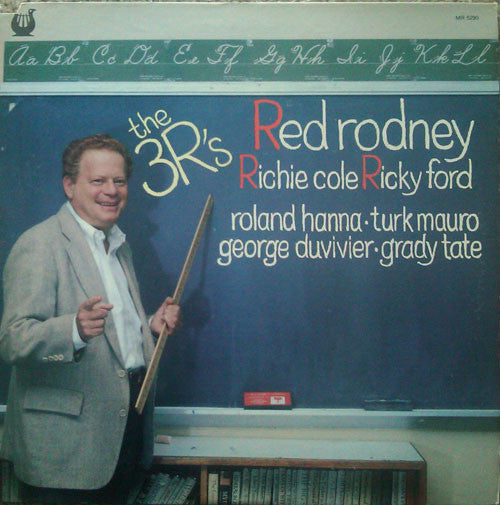 MR 5290
Aa Bb Cc Dd Ee Ff Gg Hh Ii Jj Kk Ll
the 3R's
Red rodney
Richie cole Ricky ford
roland hanna · turk mauro
george duvivier · grady tate